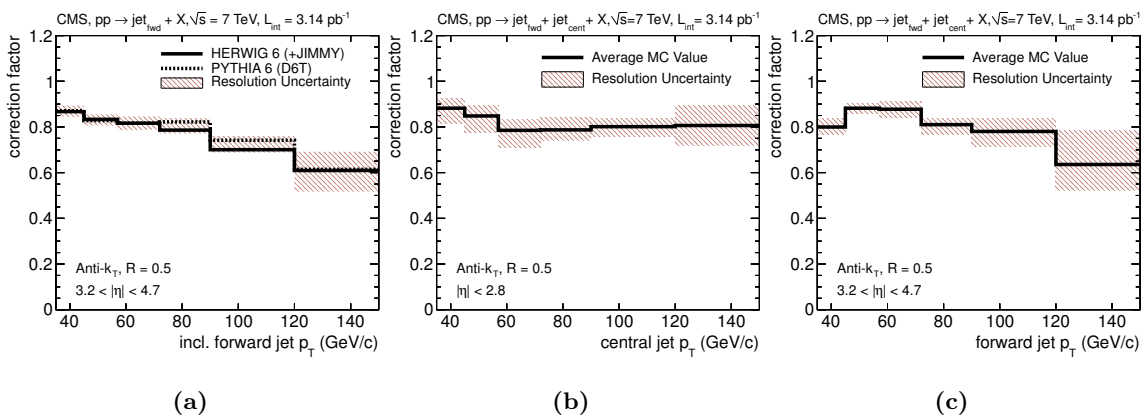 CMS, pp → jet_fwd + X, √s = 7 TeV, L_int = 3.14 pb⁻¹
correction factor
1.2
1
0.8
0.6
0.4
0.2
0
HERWIG 6 (+JIMMY)
PYTHIA 6 (D6T)
Resolution Uncertainty
Anti-k_T, R = 0.5
3.2 < |η| < 4.7
40 60 80 100 120 140
incl. forward jet p_T (GeV/c)
(a)
CMS, pp → jet_fwd + jet_cent + X, √s=7 TeV, L_int = 3.14 pb⁻¹
correction factor
1.2
1
0.8
0.6
0.4
0.2
0
Average MC Value
Resolution Uncertainty
Anti-k_T, R = 0.5
|η| < 2.8
40 60 80 100 120 140
central jet p_T (GeV/c)
(b)
CMS, pp → jet_fwd + jet_cent + X, √s=7 TeV, L_int = 3.14 pb⁻¹
correction factor
1.2
1
0.8
0.6
0.4
0.2
0
Average MC Value
Resolution Uncertainty
Anti-k_T, R = 0.5
3.2 < |η| < 4.7
40 60 80 100 120 140
forward jet p_T (GeV/c)
(c)